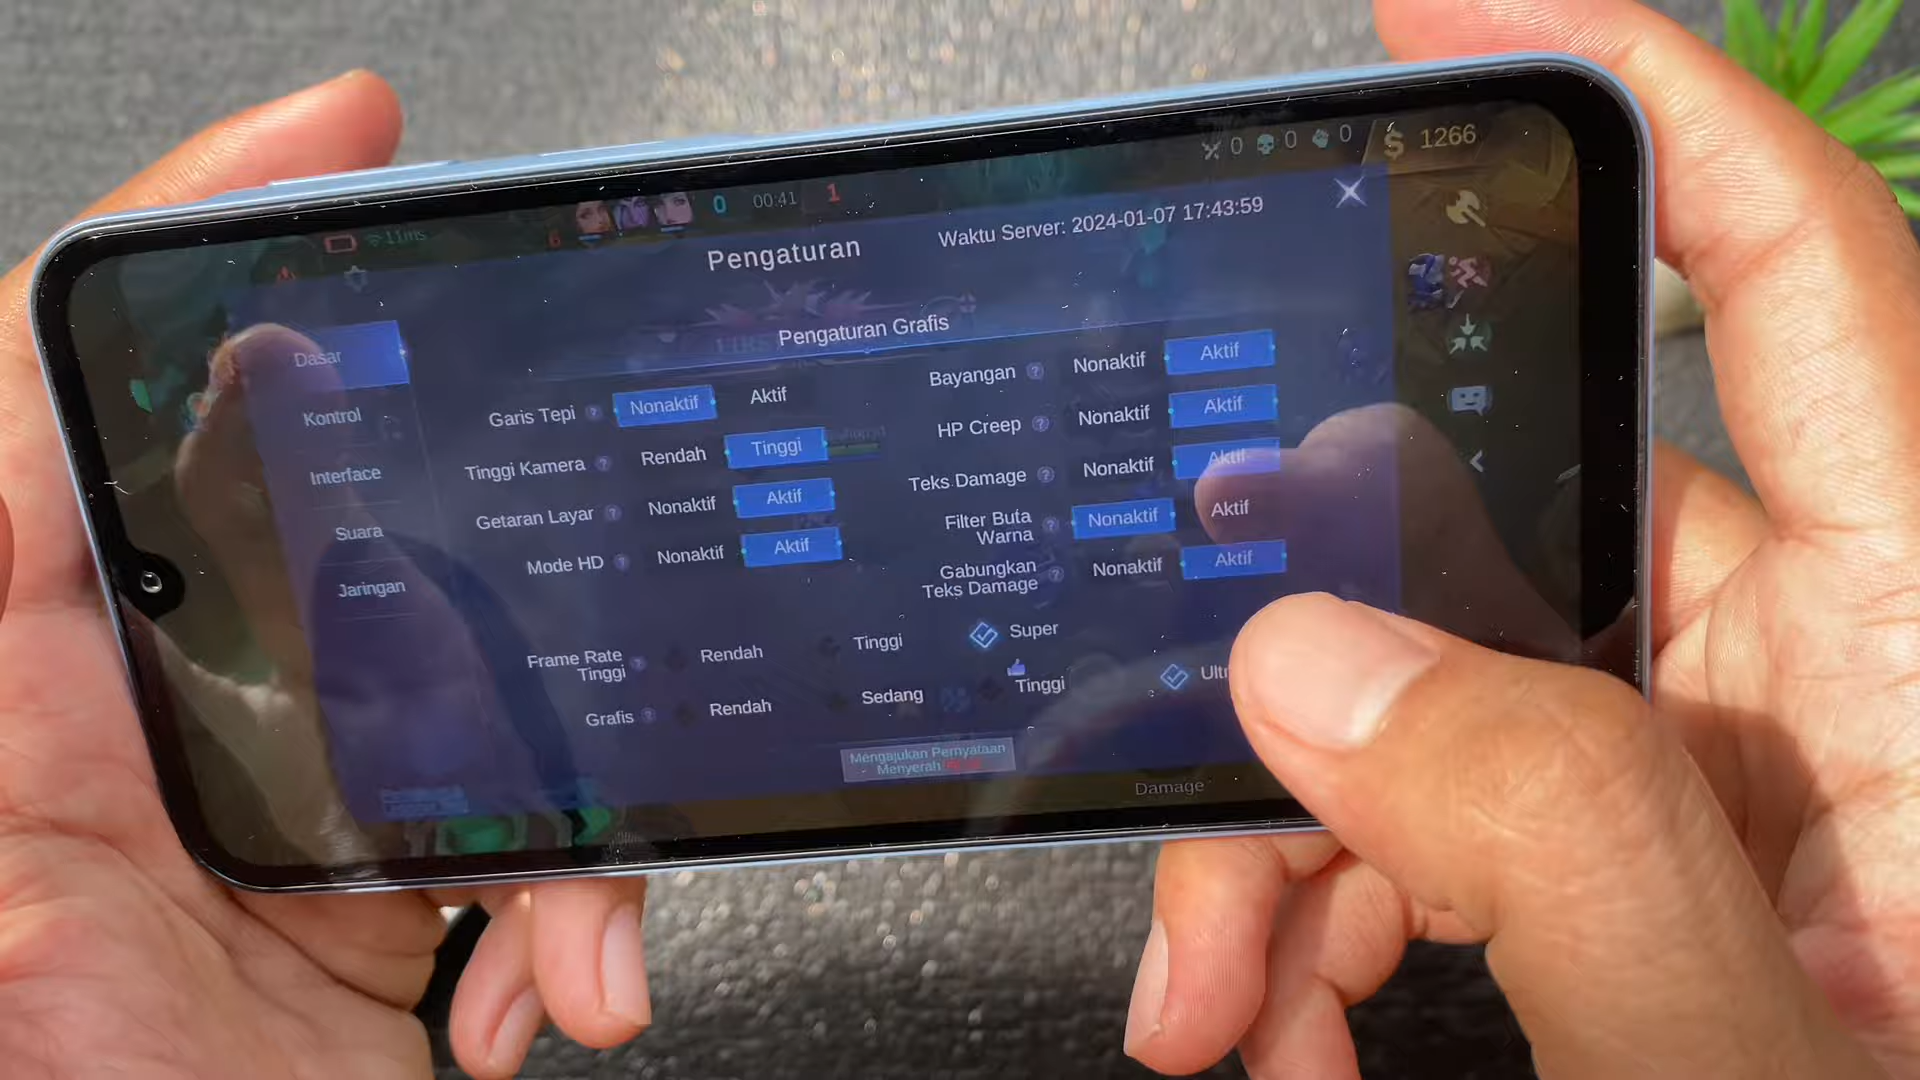 0 0 0 $ 1266
11ms 6 0 00:41 1
Pengaturan
Waktu Server: 2024-01-07 17:43:59
Pengaturan Grafis
Dasar
Kontrol
Interface
Suara
Jaringan
Garis Tepi ? Nonaktif Aktif
Tinggi Kamera ? Rendah Tinggi
Getaran Layar ? Nonaktif Aktif
Mode HD ? Nonaktif Aktif
Bayangan ? Nonaktif Aktif
HP Creep ? Nonaktif Aktif
Teks Damage ? Nonaktif Aktif
Filter Buta
Warna ? Nonaktif Aktif
Gabungkan
Teks Damage ? Nonaktif Aktif
Frame Rate
Tinggi ? Rendah Tinggi Super
Grafis ? Rendah Sedang Tinggi
Mengajukan Pernyataan
Menyerah
Damage